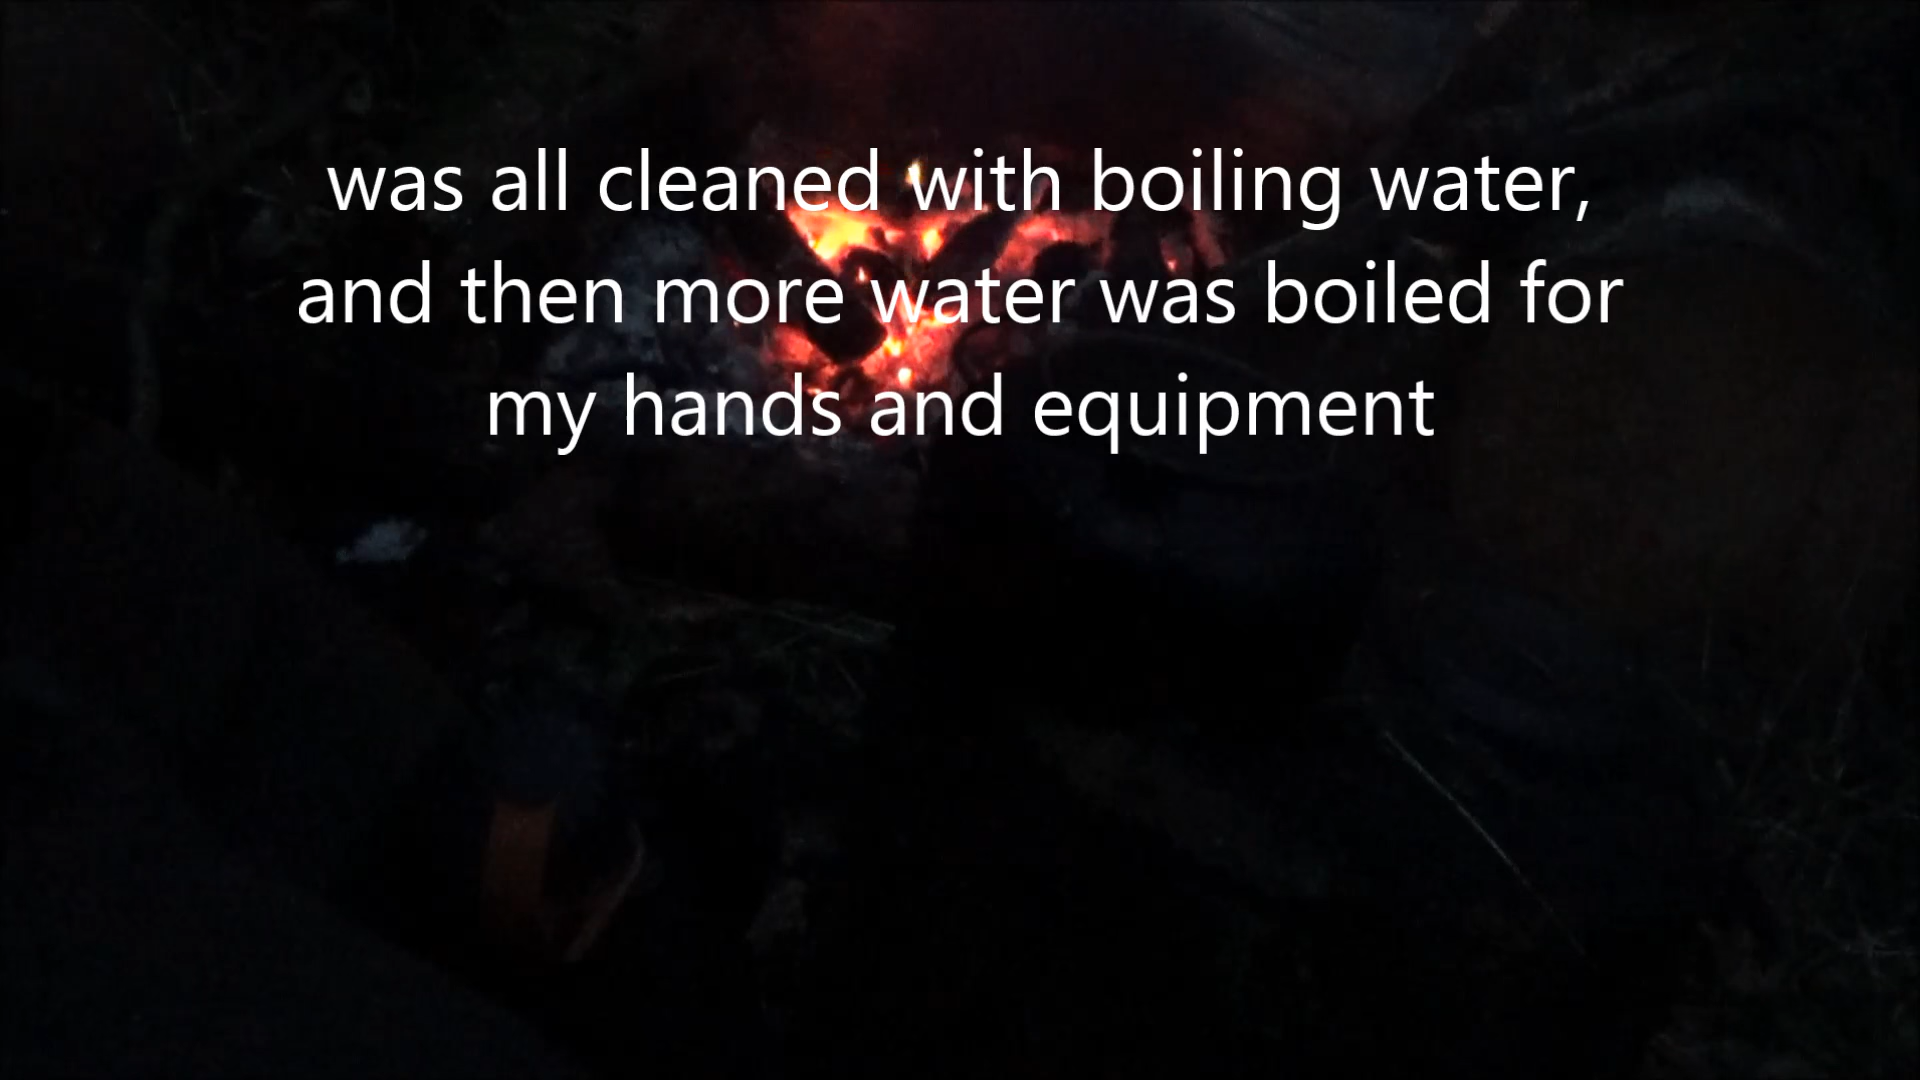 was all cleaned with boiling water,
and then more water was boiled for
my hands and equipment